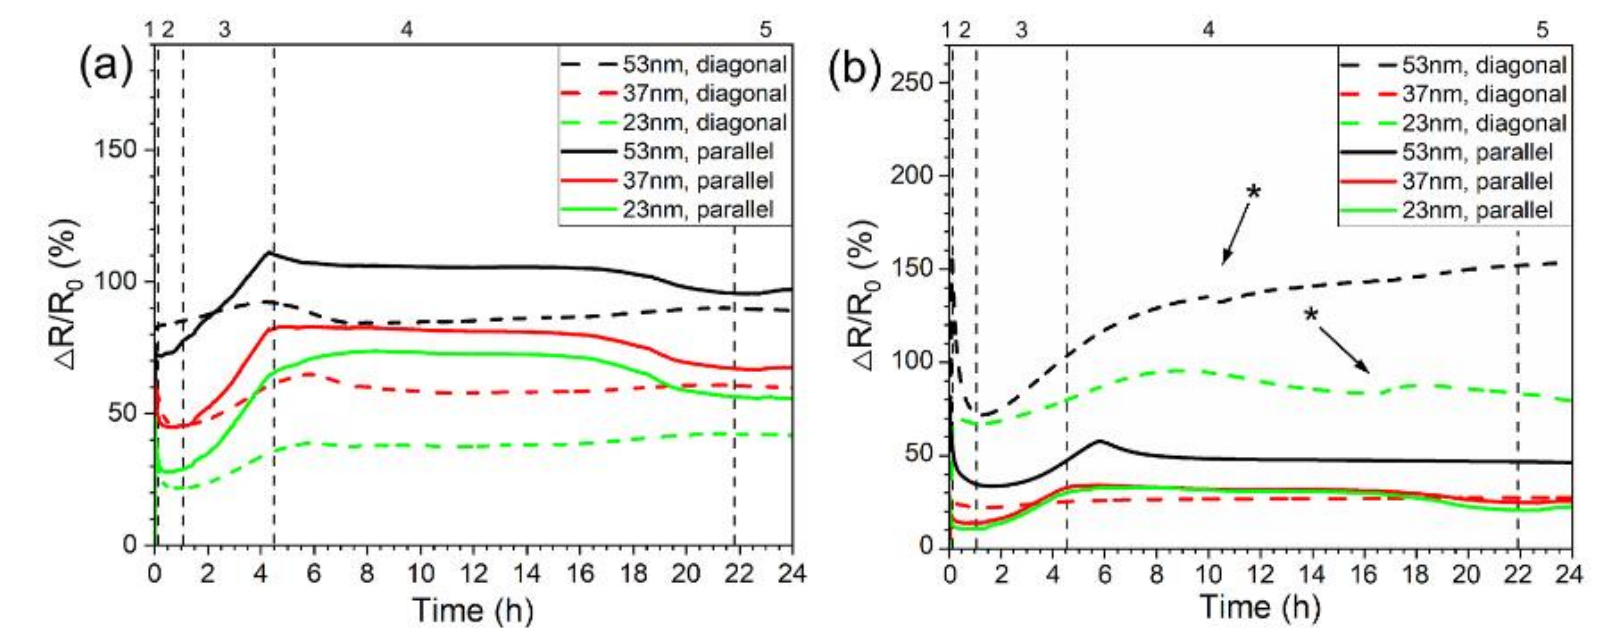 1 2 3 4 5
(a)
53nm, diagonal
37nm, diagonal
23nm, diagonal
53nm, parallel
37nm, parallel
23nm, parallel
150
100
50
0
ΔR/R0 (%)
0 2 4 6 8 10 12 14 16 18 20 22 24
Time (h)
1 2 3 4 5
(b)
53nm, diagonal
37nm, diagonal
23nm, diagonal
53nm, parallel
37nm, parallel
23nm, parallel
250
200
150
100
50
0
*
*
ΔR/R0 (%)
0 2 4 6 8 10 12 14 16 18 20 22 24
Time (h)